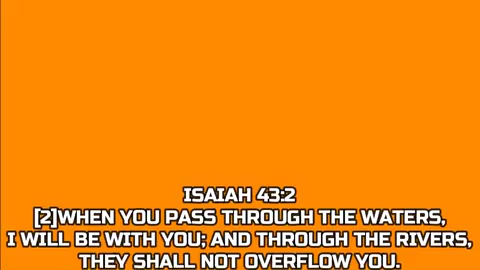 ISAIAH 43:2
[2]WHEN YOU PASS THROUGH THE WATERS,
I WILL BE WITH YOU; AND THROUGH THE RIVERS,
THEY SHALL NOT OVERFLOW YOU.